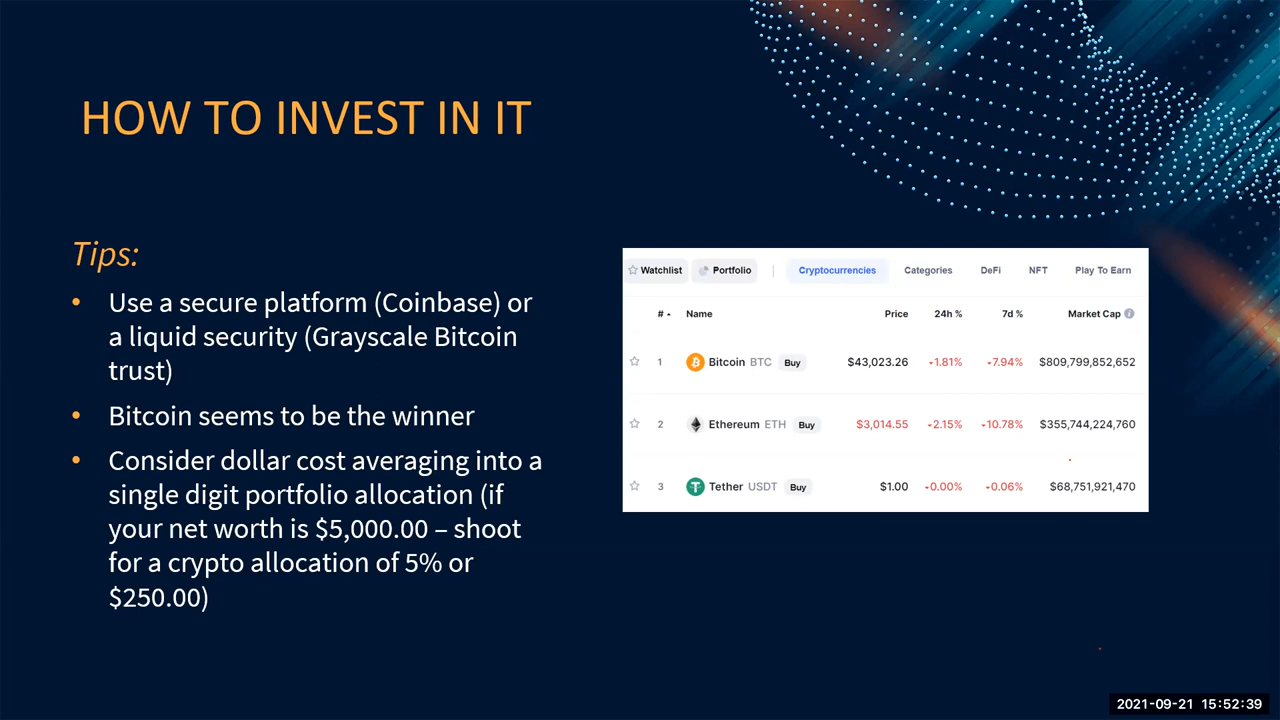 HOW TO INVEST IN IT
Tips:
• Use a secure platform (Coinbase) or
a liquid security (Grayscale Bitcoin
trust)
• Bitcoin seems to be the winner
• Consider dollar cost averaging into a
single digit portfolio allocation (if
your net worth is $5,000.00 – shoot
for a crypto allocation of 5% or
$250.00)
Watchlist Portfolio Cryptocurrencies Categories DeFi NFT Play To Earn
# Name Price 24h % 7d % Market Cap
1 Bitcoin BTC Buy $43,023.26 1.81% 7.94% $809,799,852,652
2 Ethereum ETH Buy $3,014.55 2.15% 10.78% $355,744,224,760
3 Tether USDT Buy $1.00 0.00% 0.06% $68,751,921,470
2021-09-21 15:52:39